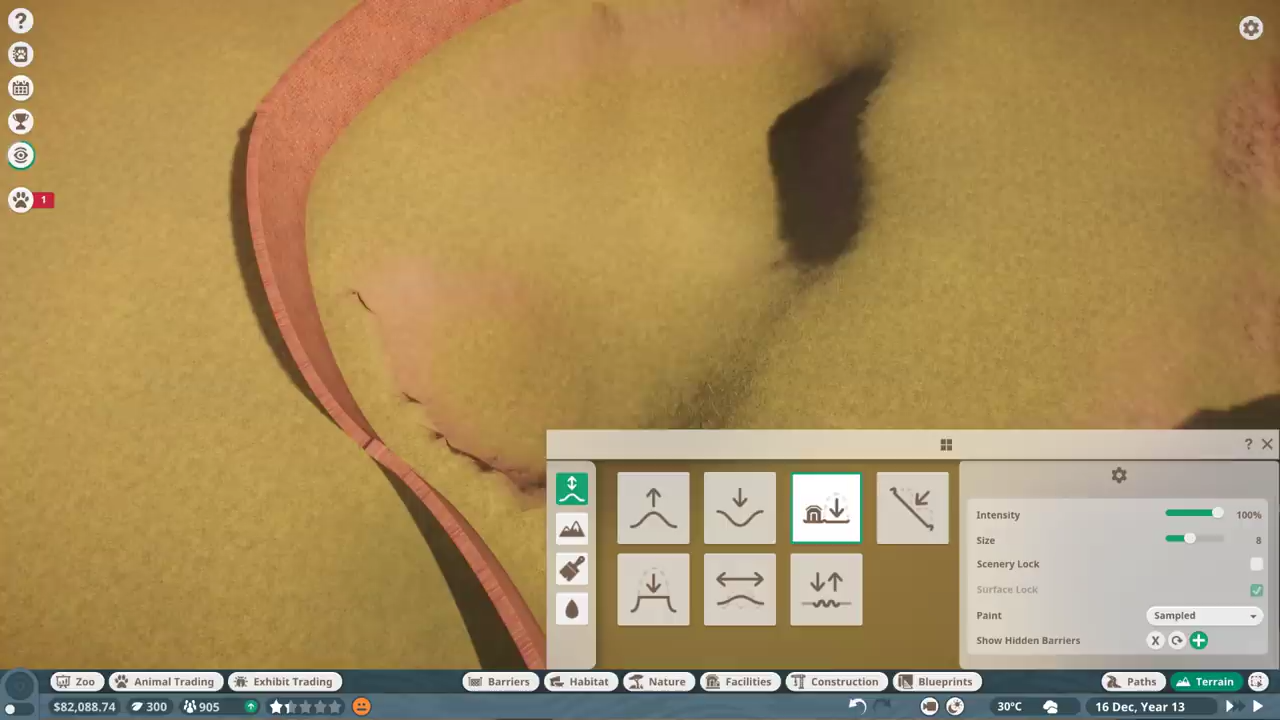 ?
1
?
Intensity 100%
Size 8
Scenery Lock
Surface Lock
Paint Sampled
Show Hidden Barriers X
Zoo Animal Trading Exhibit Trading Barriers Habitat Nature Facilities Construction Blueprints Paths Terrain
$82,088.74 300 905 30°C 16 Dec, Year 13